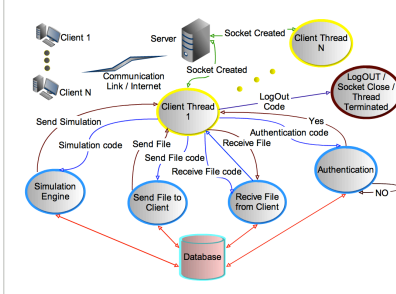 Client 1
Server
Socket Created
Client Thread
N
Client N
Communication
Link / Internet
Socket Created
LogOUT /
Socket Close /
Thread
Terminated
Client Thread
1
LogOut
Code
Send Simulation
Yes
Simulation code
Send File
Authentication code
Send File code
Receive File
Receive File code
Simulation
Engine
Send File to
Client
Recive File
from Client
Authentication
NO
Database